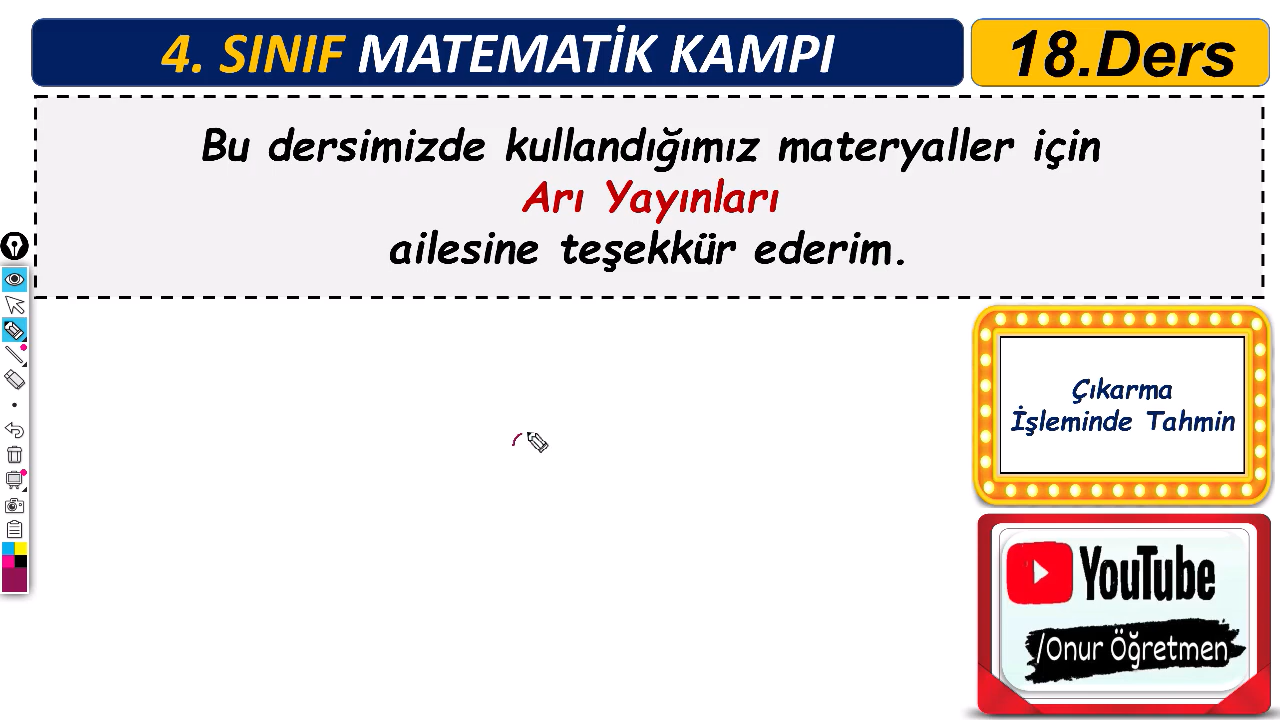 4. SINIF MATEMATİK KAMPI
18.Ders
Bu dersimizde kullandığımız materyaller için
Arı Yayınları
ailesine teşekkür ederim.
Çıkarma
İşleminde Tahmin
YouTube
/Onur Öğretmen